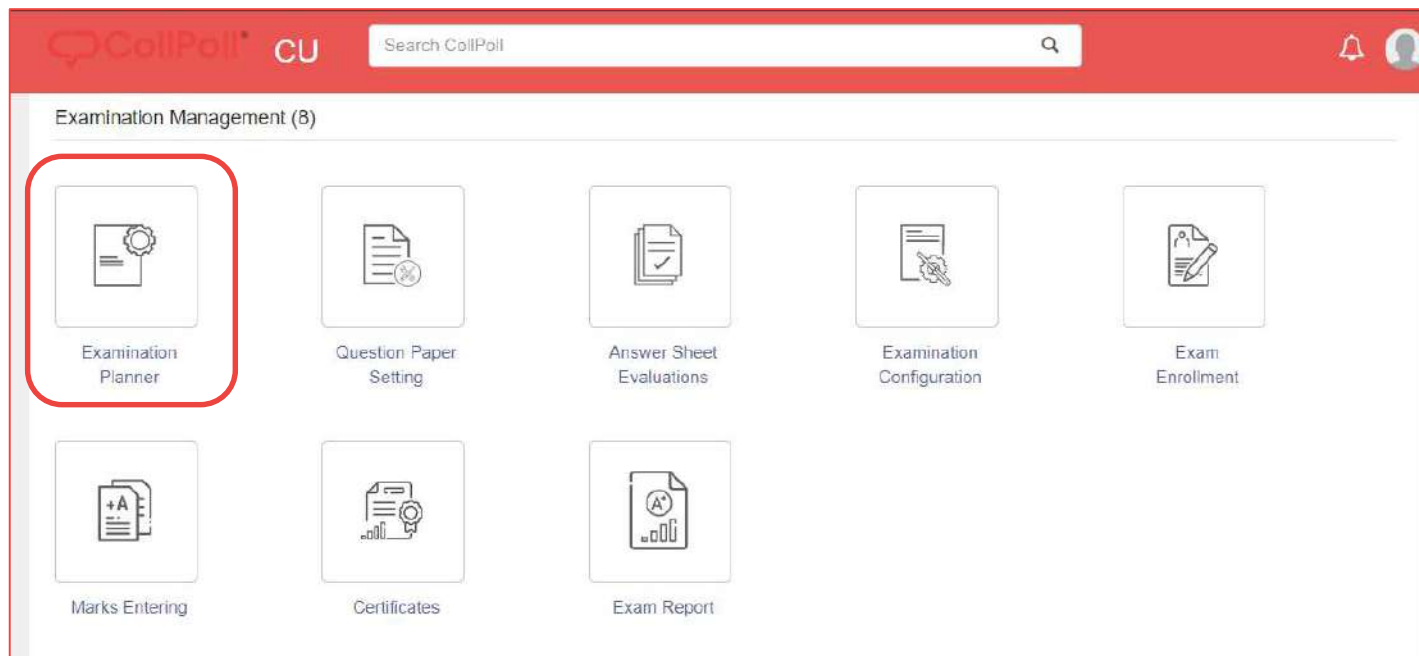 CollPoll
CU
Search CollPoll
Examination Management (8)
Examination
Planner
Question Paper
Setting
Answer Sheet
Evaluations
Examination
Configuration
Exam
Enrollment
+A
A+
Marks Entering
Certificates
Exam Report